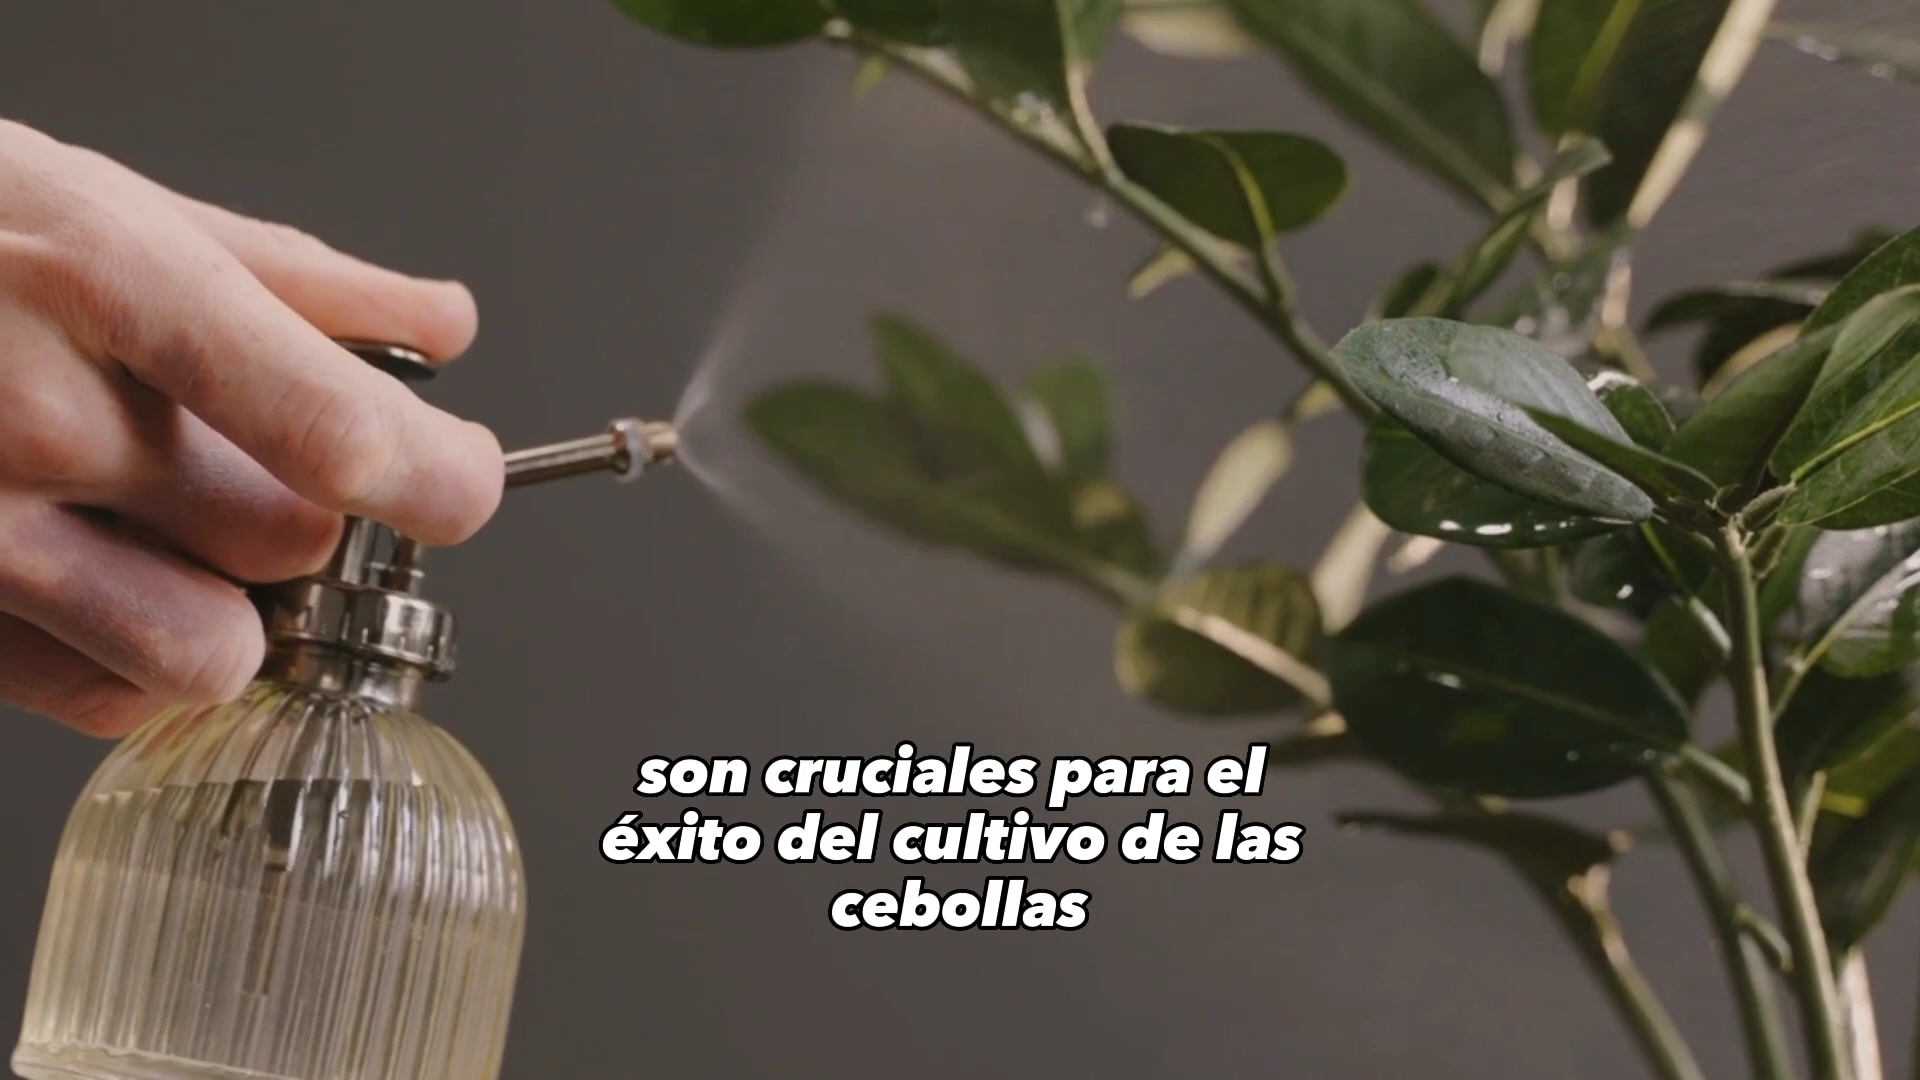 son cruciales para el
éxito del cultivo de las
cebollas